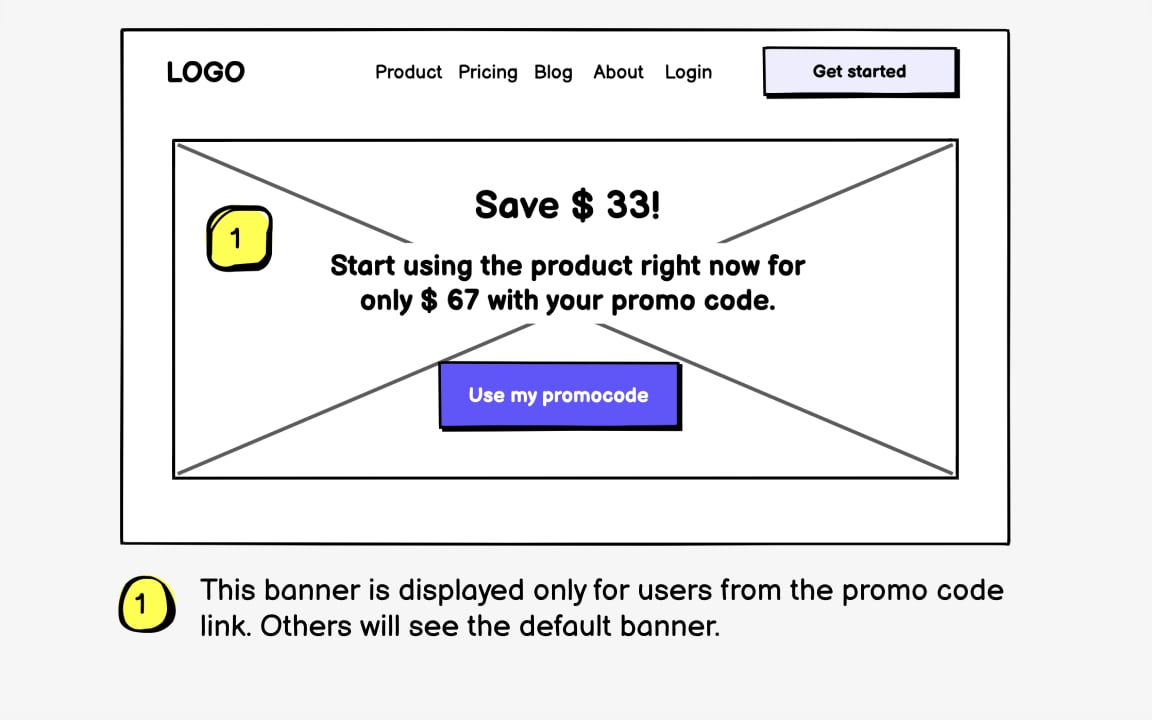 LOGO
Product Pricing Blog About Login
Get started
Save $ 33!
1
Start using the product right now for
only $ 67 with your promo code.
Use my promocode
1
This banner is displayed only for users from the promo code
link. Others will see the default banner.